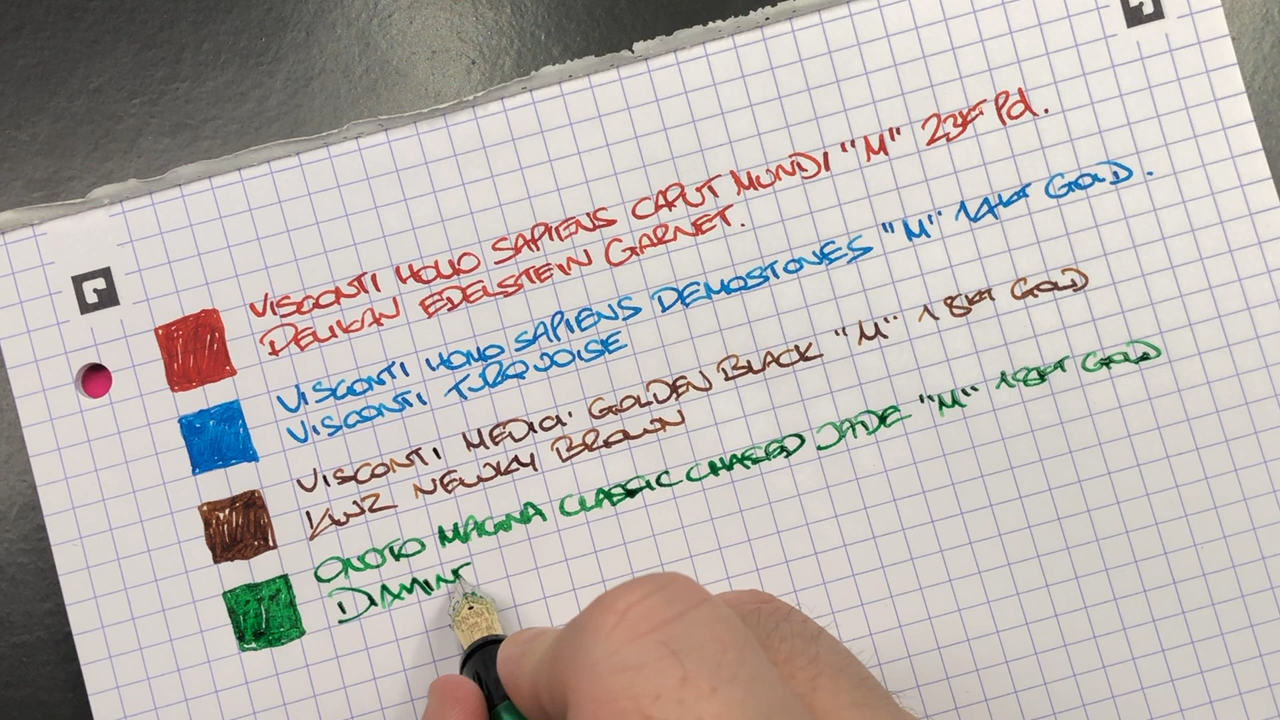 VISCONTI HOMO SAPIENS CAPUT MUNDI "M" 23kt Pd.
PELIKAN EDELSTEIN GARNET.
VISCONTI HOMO SAPIENS DEMOSTONES "M" 14kt GOLD.
VISCONTI TURQUOISE
VISCONTI MEDICI GOLDEN BLACK "M" 18kt GOLD
KWZ NEWKY BROWN
ONOTO MAGNA CLASSIC CHASED JADE "M" 18kt GOLD
DIAMINE